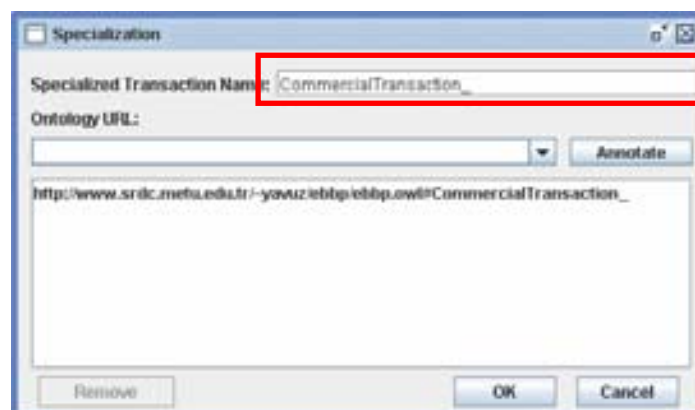 Specialization
Specialized Transaction Name: CommercialTransaction_
Ontology URL:
Annotate
http://www.srdc.metu.edu.tr/~yavuz/ebbp/ebbp.owl#CommercialTransaction_
Remove OK Cancel